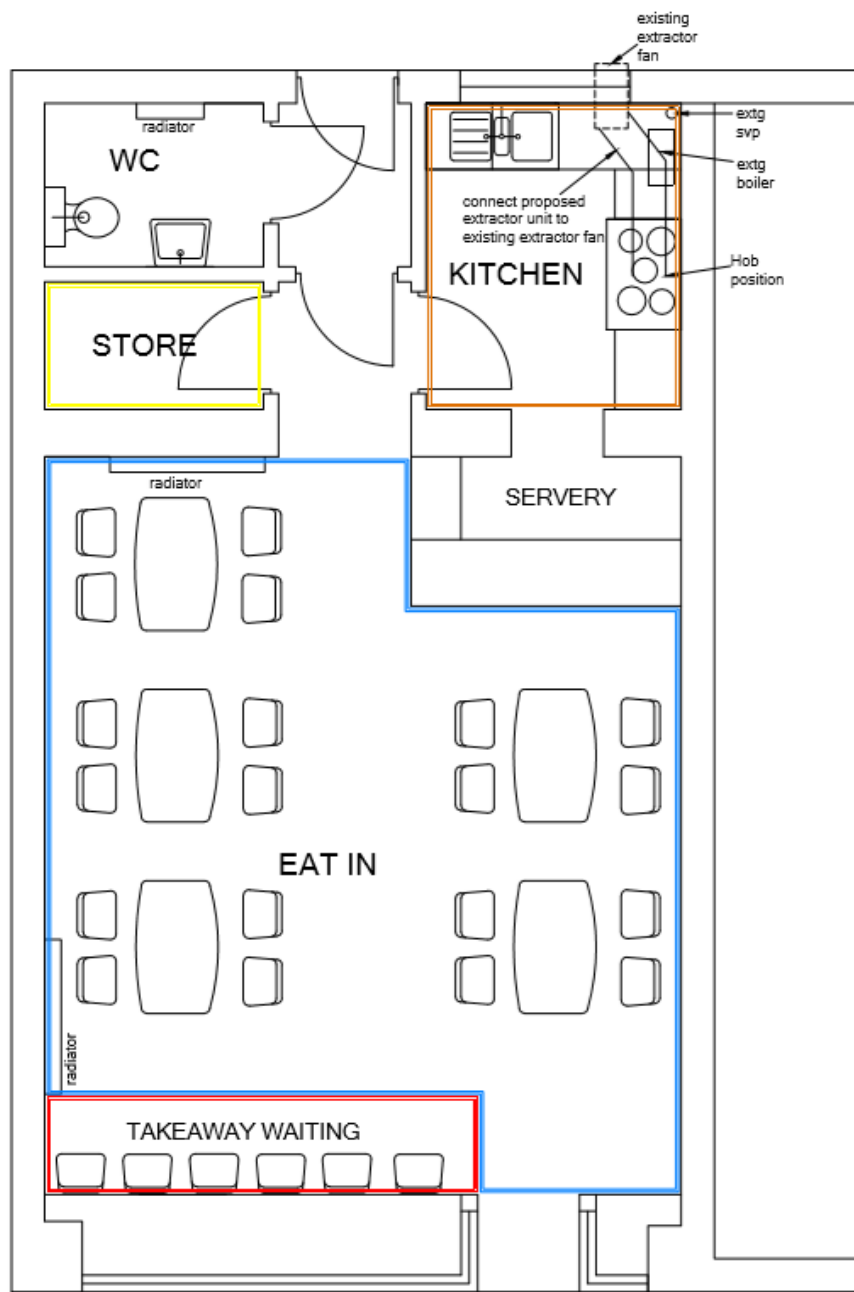 existing
extractor
fan
radiator
WC
extg
svp
extg
boiler
connect proposed
extractor unit to
existing extractor fan
KITCHEN
Hob
position
STORE
radiator
SERVERY
EAT IN
radiator
TAKEAWAY WAITING